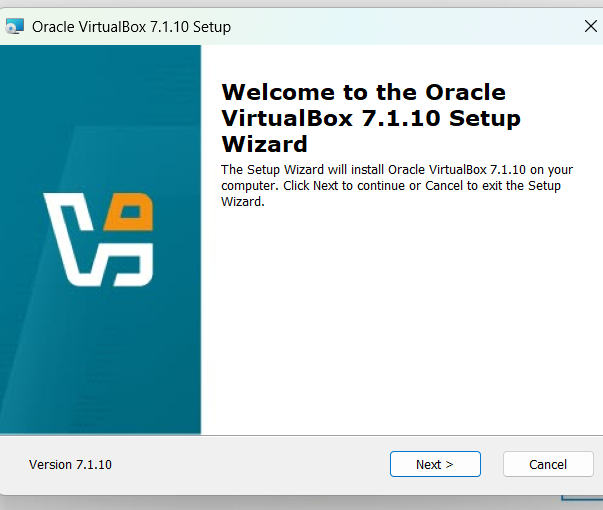 Oracle VirtualBox 7.1.10 Setup
Welcome to the Oracle
VirtualBox 7.1.10 Setup
Wizard
The Setup Wizard will install Oracle VirtualBox 7.1.10 on your
computer. Click Next to continue or Cancel to exit the Setup
Wizard.
Version 7.1.10
Next >
Cancel